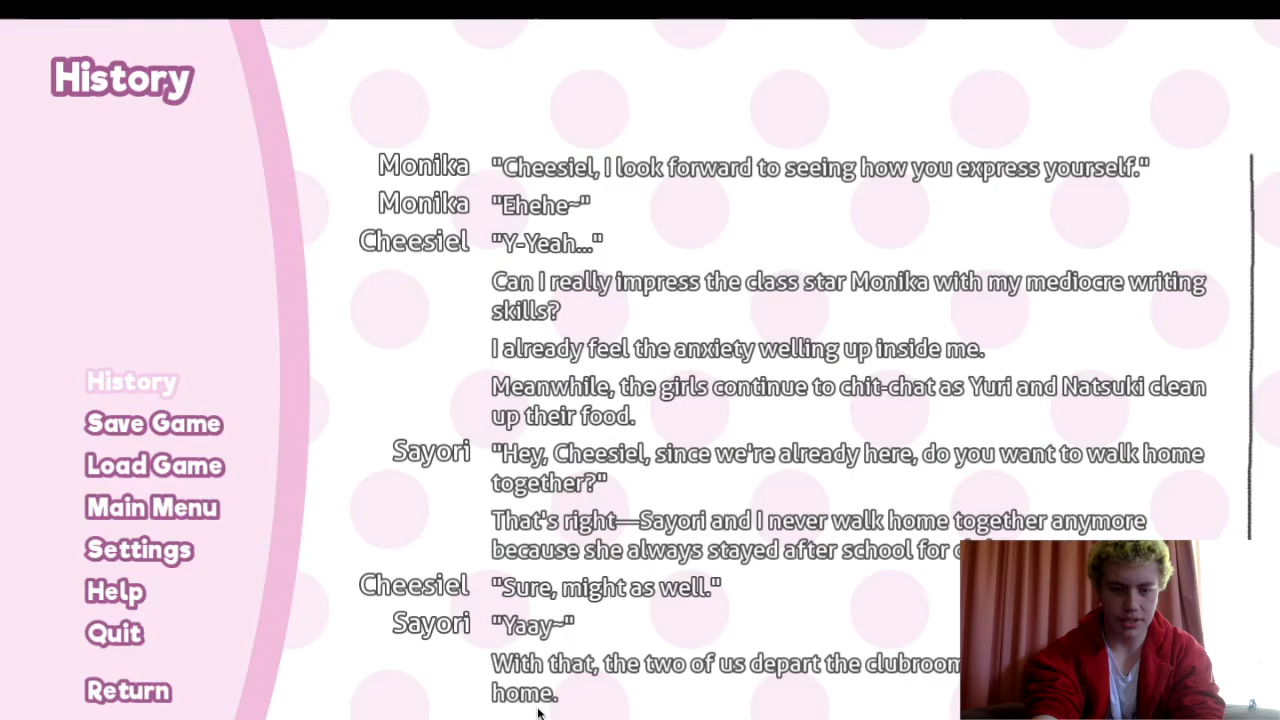 History
Monika "Cheesiel, I look forward to seeing how you express yourself."
Monika "Ehehe~"
Cheesiel "Y-Yeah..."
Can I really impress the class star Monika with my mediocre writing
skills?
I already feel the anxiety welling up inside me.
Meanwhile, the girls continue to chit-chat as Yuri and Natsuki clean
up their food.
Sayori "Hey, Cheesiel, since we're already here, do you want to walk home
together?"
That's right—Sayori and I never walk home together anymore
because she always stayed after school for
Cheesiel "Sure, might as well."
Sayori "Yaay~"
With that, the two of us depart the clubroom
home.
History
Save Game
Load Game
Main Menu
Settings
Help
Quit
Return